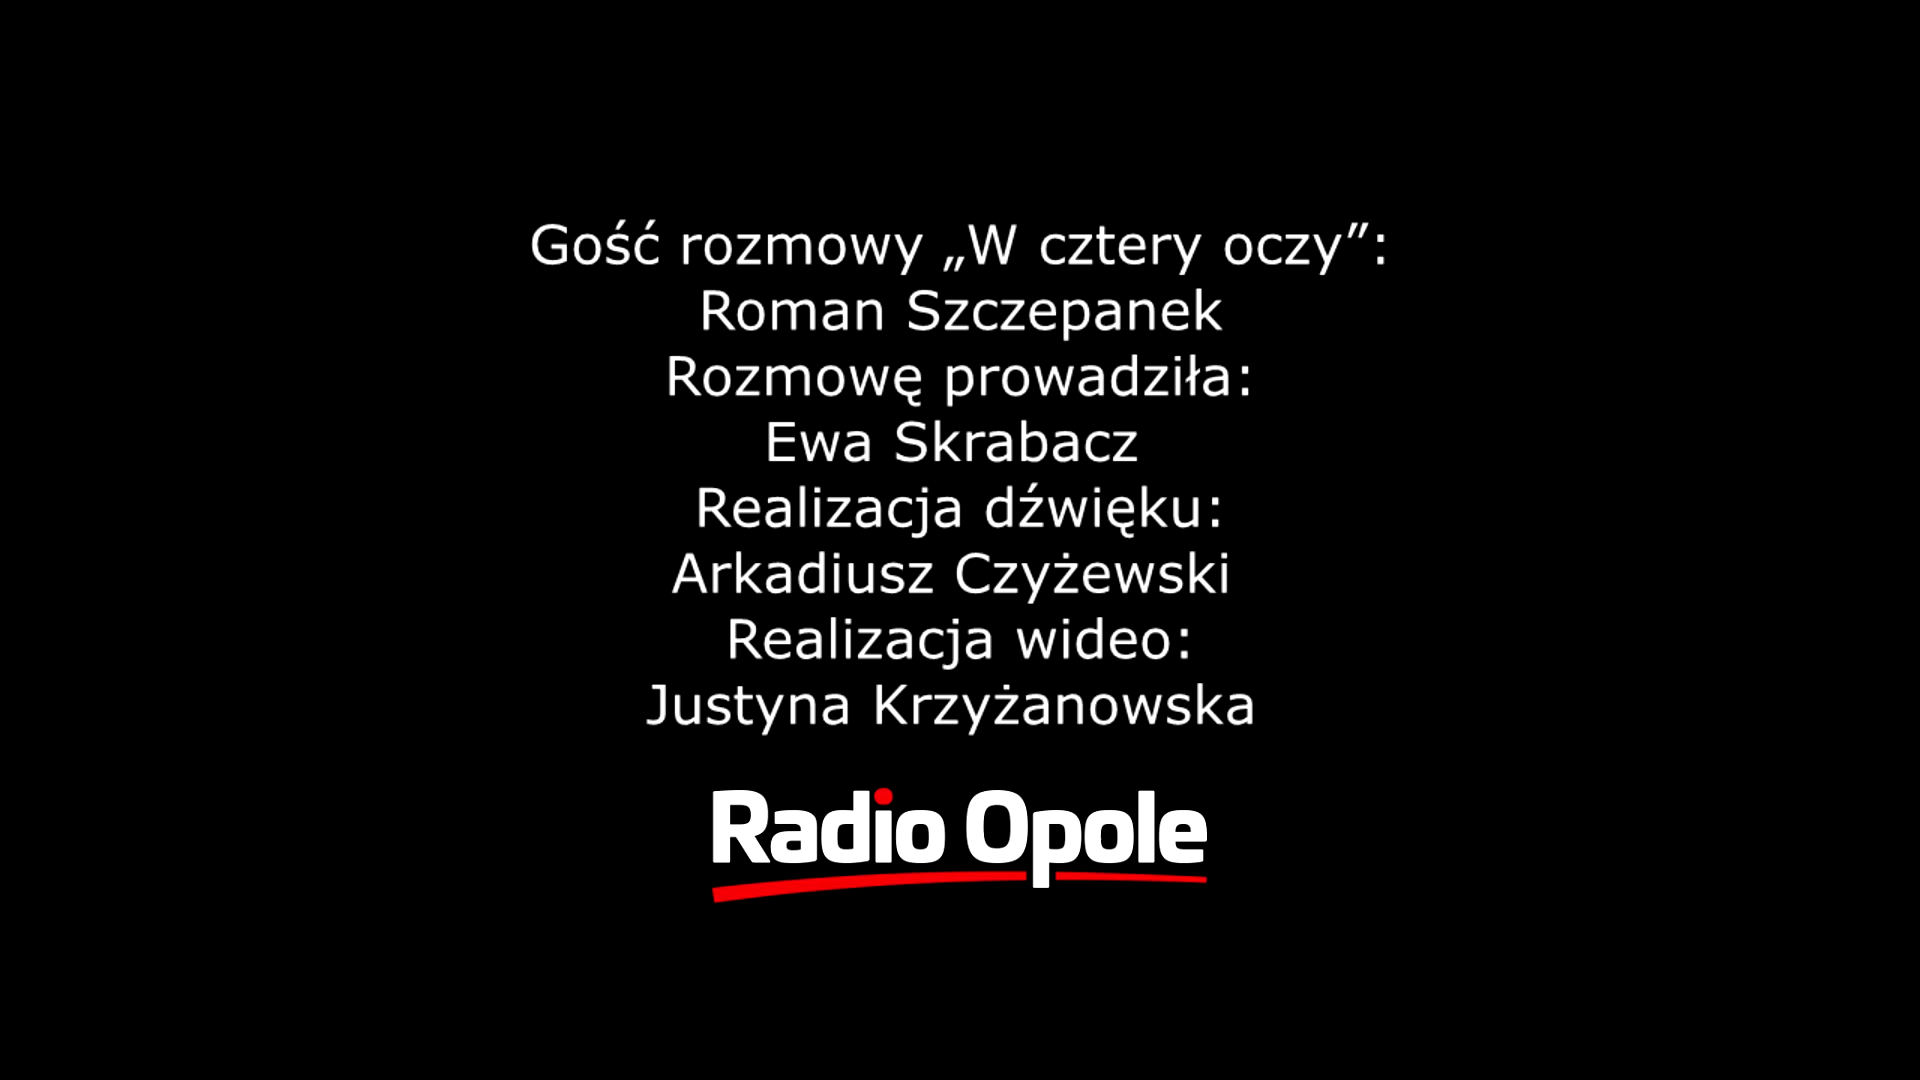 Gość rozmowy „W cztery oczy”:
Roman Szczepanek
Rozmowę prowadziła:
Ewa Skrabacz
Realizacja dźwięku:
Arkadiusz Czyżewski
Realizacja wideo:
Justyna Krzyżanowska
Radio Opole